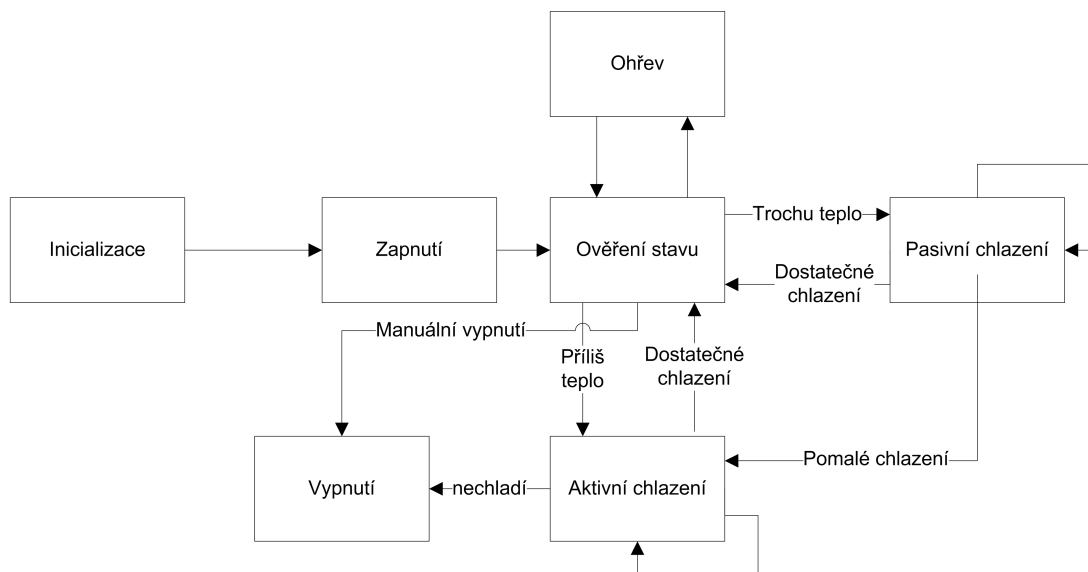 Ohřev
Inicializace
Zapnutí
Ověření stavu
Trochu teplo
Pasivní chlazení
Dostatečné
chlazení
Manuální vypnutí
Příliš
teplo
Dostatečné
chlazení
Pomalé chlazení
Vypnutí
nechladí
Aktivní chlazení